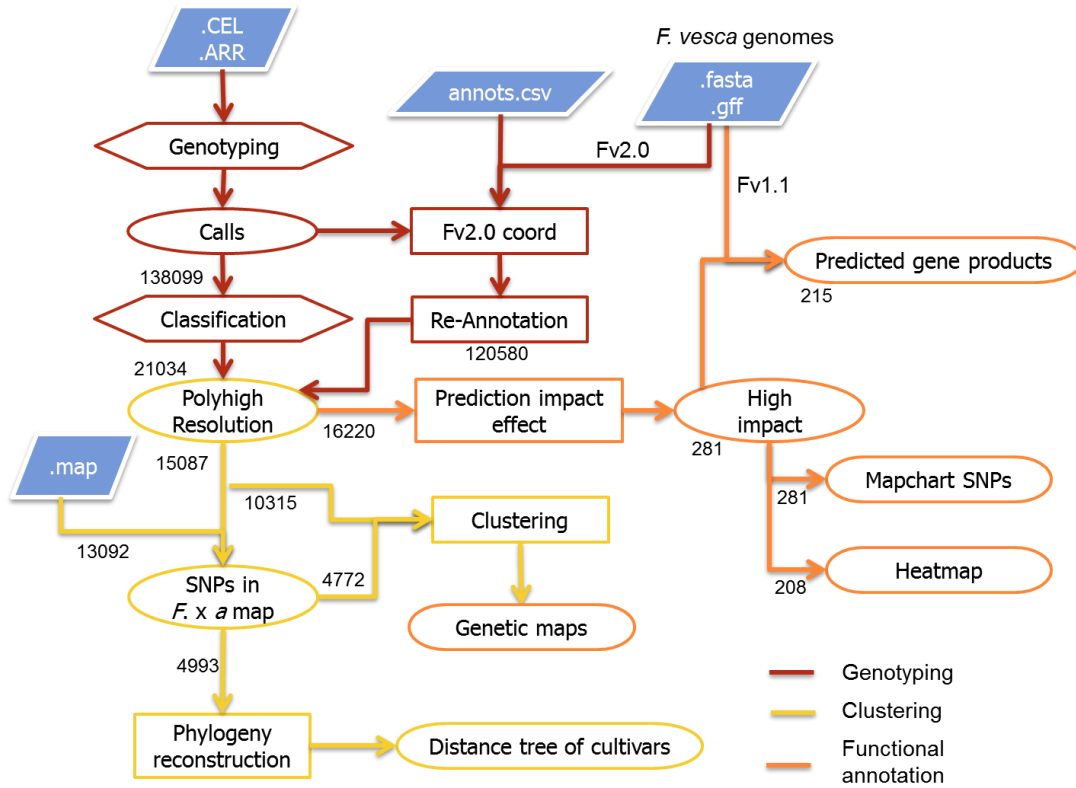 .CEL
.ARR
F. vesca genomes
annots.csv
.fasta
.gff
Genotyping
Fv2.0
Fv1.1
Calls
Fv2.0 coord
Predicted gene products
138099
215
Classification
Re-Annotation
120580
21034
Polyhigh
Resolution
16220
Prediction impact
effect
High
impact
281
.map
15087
10315
Clustering
281
Mapchart SNPs
13092
SNPs in
F. x a map
4772
208
Heatmap
Genetic maps
4993
Phylogeny
reconstruction
Distance tree of cultivars
Genotyping
Clustering
Functional
annotation